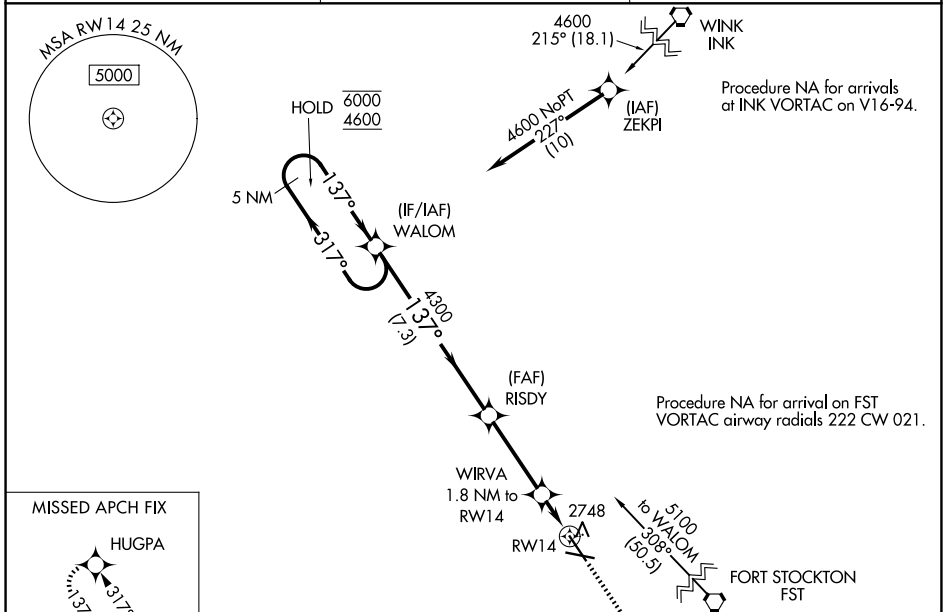 MSA RW14 25 NM
5000
4600
215° (18.1)
WINK
INK
(IAF)
ZEKPI
4600 NoPT
227°
(10)
Procedure NA for arrivals
at INK VORTAC on V16-94.
HOLD
6000
4600
5 NM
137°
317°
(IF/IAF)
WALOM
4300
137°
(7.3)
(FAF)
RISDY
Procedure NA for arrival on FST
VORTAC airway radials 222 CW 021.
WIRVA
1.8 NM to
RW14
2748
RW14
5100
to WALOM
308°
(50.5)
FORT STOCKTON
FST
MISSED APCH FIX
HUGPA
317°
137